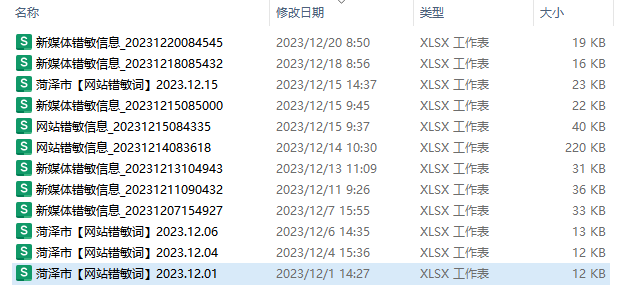 名称 修改日期 类型 大小
新媒体错敏信息_20231220084545 2023/12/20 8:50 XLSX 工作表 19 KB
新媒体错敏信息_20231218085432 2023/12/18 8:56 XLSX 工作表 16 KB
菏泽市【网站错敏词】2023.12.15 2023/12/15 14:37 XLSX 工作表 23 KB
新媒体错敏信息_20231215085000 2023/12/15 9:45 XLSX 工作表 22 KB
网站错敏信息_20231215084335 2023/12/15 9:37 XLSX 工作表 40 KB
网站错敏信息_20231214083618 2023/12/14 10:30 XLSX 工作表 220 KB
新媒体错敏信息_20231213104943 2023/12/13 11:09 XLSX 工作表 31 KB
新媒体错敏信息_20231211090432 2023/12/11 9:26 XLSX 工作表 36 KB
新媒体错敏信息_20231207154927 2023/12/7 15:55 XLSX 工作表 33 KB
菏泽市【网站错敏词】2023.12.06 2023/12/6 14:35 XLSX 工作表 13 KB
菏泽市【网站错敏词】2023.12.04 2023/12/4 15:36 XLSX 工作表 12 KB
菏泽市【网站错敏词】2023.12.01 2023/12/1 14:27 XLSX 工作表 12 KB